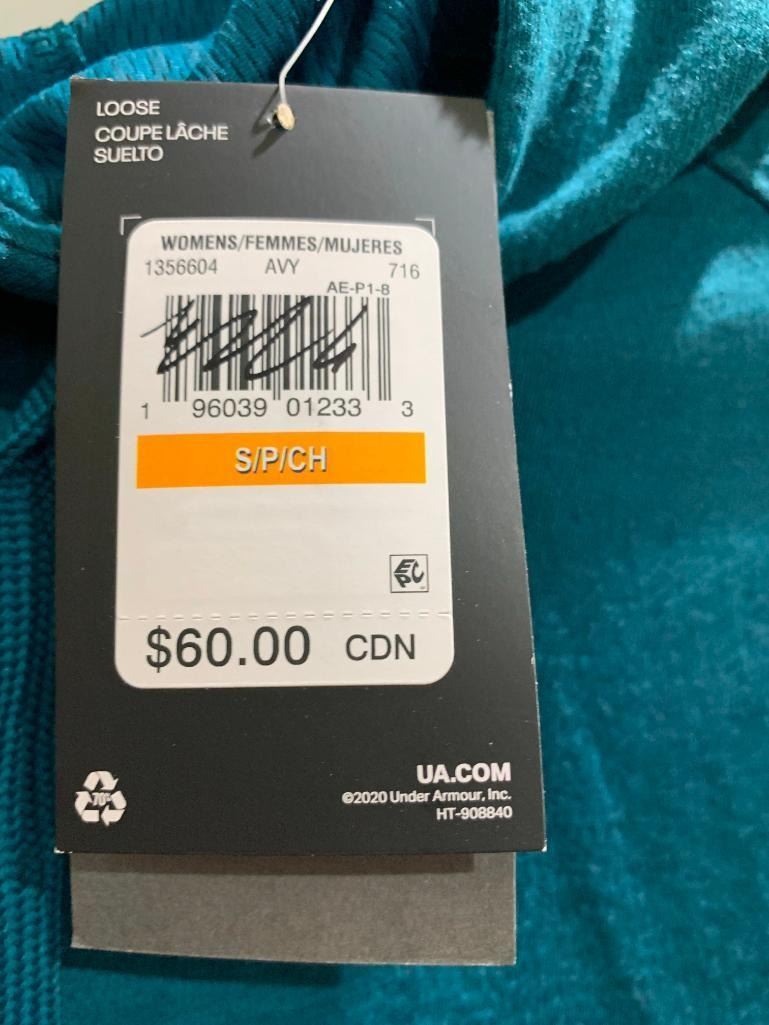 LOOSE
COUPE LÂCHE
SUELTO
WOMENS/FEMMES/MUJERES
1356604 AVY 716
AE-P1-8
1 96039 01233 3
S/P/CH
EPC
$60.00 CDN
UA.COM
©2020 Under Armour, Inc.
HT-908840